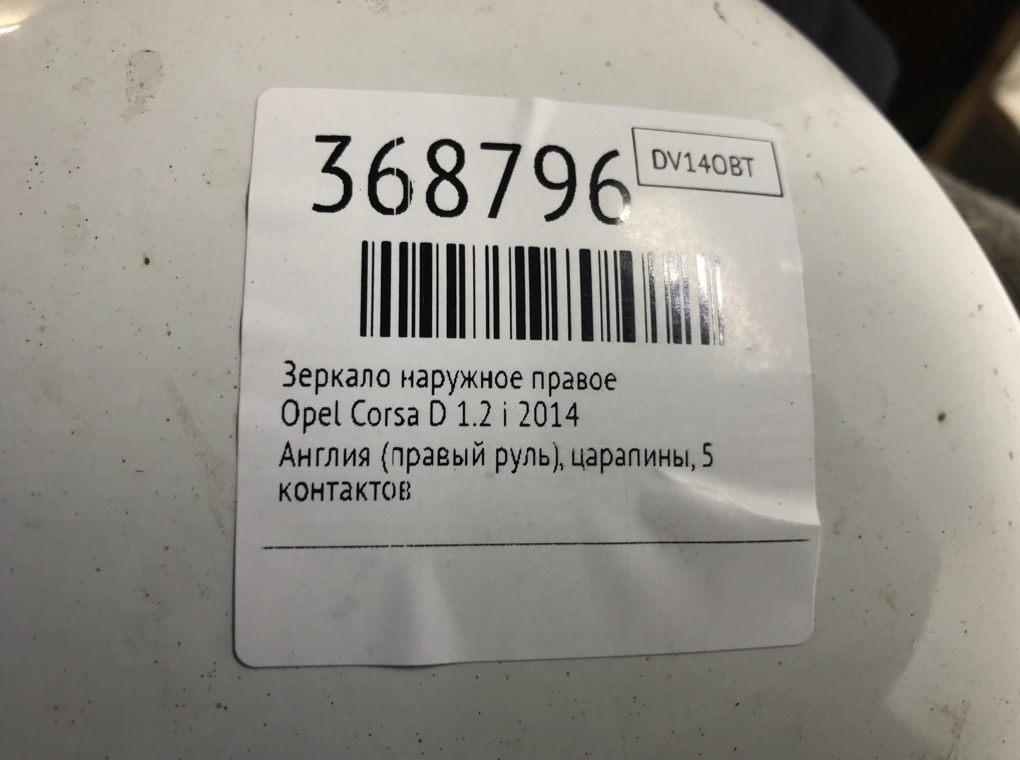 368796
DV14OBT
Зеркало наружное правое
Opel Corsa D 1.2 i 2014
Англия (правый руль), царапины, 5
контактов